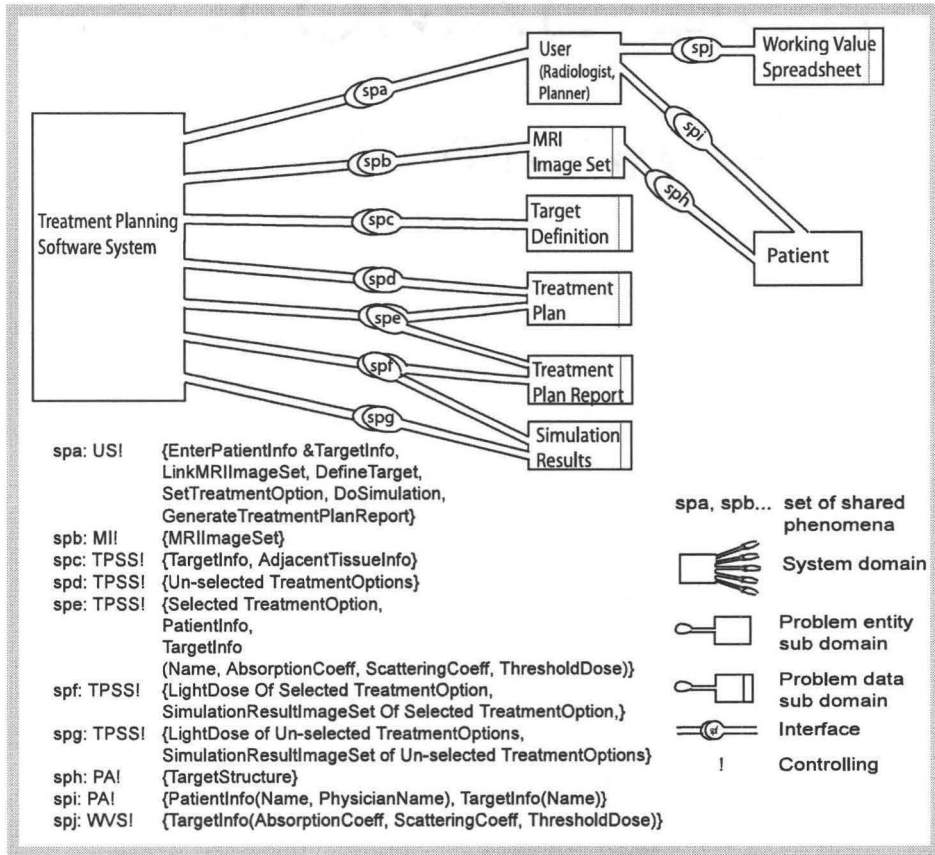 User
(Radiologist,
Planner)
spj
Working Value
Spreadsheet
spa
spi
MRI
Image Set
spb
sph
Treatment Planning
Software System
spc
Target
Definition
Patient
spd
Treatment
Plan
spe
spf
Treatment
Plan Report
spg
Simulation
Results
spa: US! {EnterPatientInfo &TargetInfo,
LinkMRIImageSet, DefineTarget,
SetTreatmentOption, DoSimulation,
GenerateTreatmentPlanReport}
spb: MI! {MRIImageSet}
spc: TPSS! {TargetInfo, AdjacentTissueInfo}
spd: TPSS! {Un-selected TreatmentOptions}
spe: TPSS! {Selected TreatmentOption,
PatientInfo,
TargetInfo
(Name, AbsorptionCoeff, ScatteringCoeff, ThresholdDose)}
spf: TPSS! {LightDose Of Selected TreatmentOption,
SimulationResultImageSet Of Selected TreatmentOption,}
spg: TPSS! {LightDose of Un-selected TreatmentOptions,
SimulationResultImageSet of Un-selected TreatmentOptions}
sph: PA! {TargetStructure}
spi: PA! {PatientInfo(Name, PhysicianName), TargetInfo(Name)}
spj: WVS! {TargetInfo(AbsorptionCoeff, ScatteringCoeff, ThresholdDose)}
spa, spb... set of shared
phenomena
System domain
Problem entity
sub domain
Problem data
sub domain
Interface
! Controlling